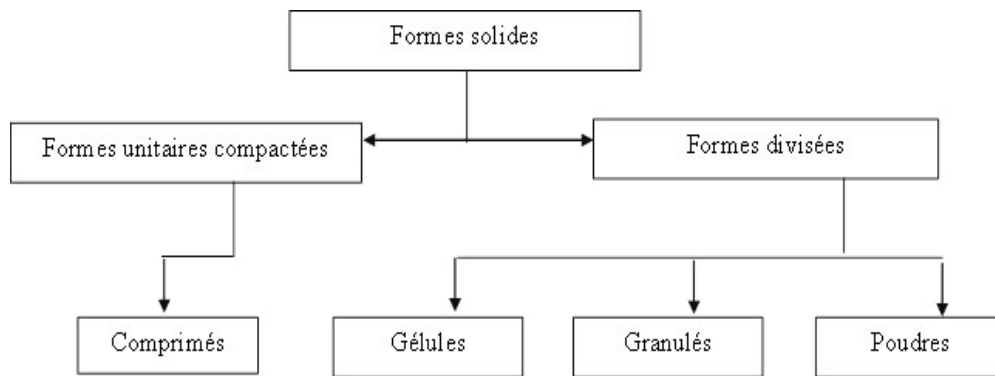 Formes solides
Formes unitaires compactées
Formes divisées
Comprimés
Gélules
Granulés
Poudres